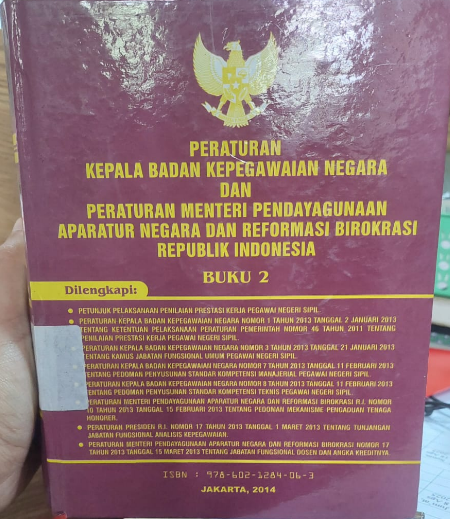 PERATURAN
KEPALA BADAN KEPEGAWAIAN NEGARA
DAN
PERATURAN MENTERI PENDAYAGUNAAN
APARATUR NEGARA DAN REFORMASI BIROKRASI
REPUBLIK INDONESIA
BUKU 2
Dilengkapi:
PETUNJUK PELAKSANAAN PENILAIAN PRESTASI KERJA PEGAWAI NEGERI SIPIL.
PERATURAN KEPALA BADAN KEPEGAWAIAN NEGARA NOMOR 1 TAHUN 2013 TANGGAL 2 JANUARI 2013
TENTANG KETENTUAN PELAKSANAAN PERATURAN PEMERINTAH NOMOR 46 TAHUN 2011 TENTANG
PENILAIAN PRESTASI KERJA PEGAWAI NEGERI SIPIL.
PERATURAN KEPALA BADAN KEPEGAWAIAN NEGARA NOMOR 3 TAHUN 2013 TANGGAL 21 JANUARI 2013
TENTANG KAMUS JABATAN FUNGSIONAL UMUM PEGAWAI NEGERI SIPIL.
PERATURAN KEPALA BADAN KEPEGAWAIAN NEGARA NOMOR 7 TAHUN 2013 TANGGAL 11 FEBRUARI 2013
TENTANG PEDOMAN PENYUSUNAN STANDAR KOMPETENSI MANAJERIAL PEGAWAI NEGERI SIPIL.
PERATURAN KEPALA BADAN KEPEGAWAIAN NEGARA NOMOR 8 TAHUN 2013 TANGGAL 11 FEBRUARI 2013
TENTANG PEDOMAN PENYUSUNAN STANDAR KOMPETENSI TEKNIS PEGAWAI NEGERI SIPIL.
PERATURAN MENTERI PENDAYAGUNAAN APARATUR NEGARA DAN REFORMASI BIROKRASI R.I. NOMOR
10 TAHUN 2013 TANGGAL 15 FEBRUARI 2013 TENTANG PEDONAN MEKANISME PENGADUAN TENAGA
HONORER.
PERATURAN PRESIDEN R.I. NOMOR 17 TAHUN 2013 TANGGAL 1 MARET 2013 TENTANG TUNJANGAN
JABATAN FUNGSIONAL ANALISIS KEPEGAWAIAN.
PERATURAN MENTERI PENDAYAGUNAAN APARATUR NEGARA DAN REFORMASI BIROKRASI NOMOR 17
TAHUN 2013 TANGGAL 15 MARET 2013 TENTANG JABATAN FUNGSIONAL DOSEN DAN ANGKA KREDITNYA.
ISBN : 978-602-1284-06-3
JAKARTA, 2014